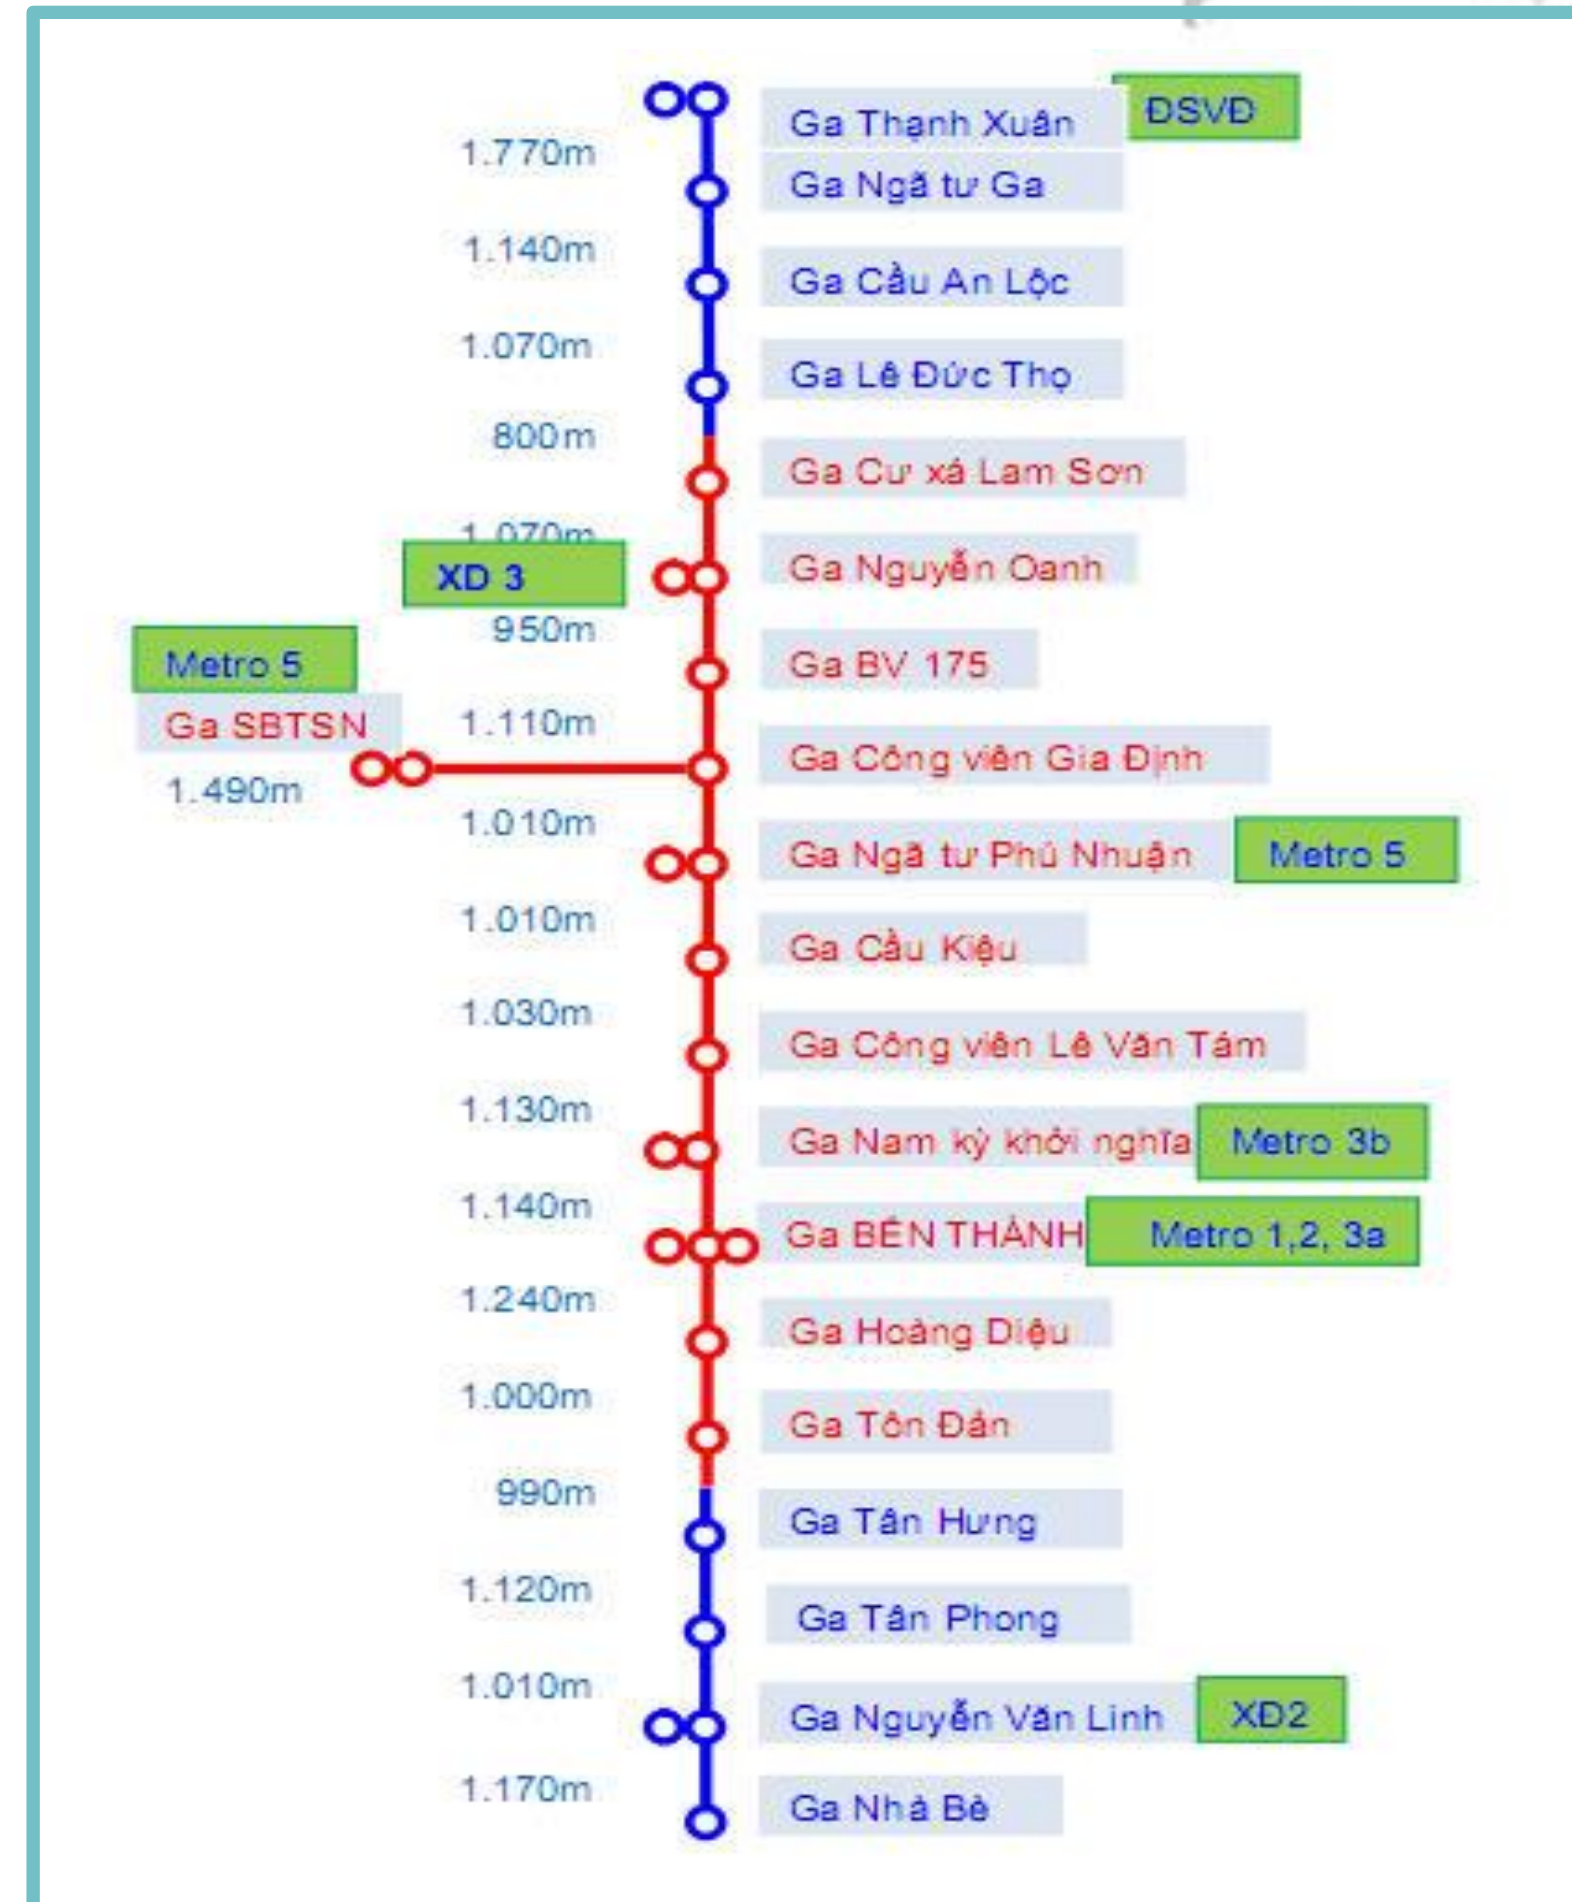 Ga Thạnh Xuân ĐSVĐ
1.770m
Ga Ngã tư Ga
1.140m
Ga Cầu An Lộc
1.070m
Ga Lê Đức Thọ
800m
Ga Cư xá Lam Sơn
1.070m
Ga Nguyễn Oanh
XD 3
950m
Ga BV 175
Metro 5
Ga SBTSN
1.110m
Ga Công viên Gia Định
1.490m
1.010m
Ga Ngã tư Phú Nhuận Metro 5
1.010m
Ga Cầu Kiệu
1.030m
Ga Công viên Lê Văn Tám
1.130m
Ga Nam kỳ khởi nghĩa Metro 3b
1.140m
Ga BẾN THÀNH Metro 1,2, 3a
1.240m
Ga Hoàng Diệu
1.000m
Ga Tôn Đản
990m
Ga Tân Hưng
1.120m
Ga Tân Phong
1.010m
Ga Nguyễn Văn Linh XĐ2
1.170m
Ga Nhà Bè